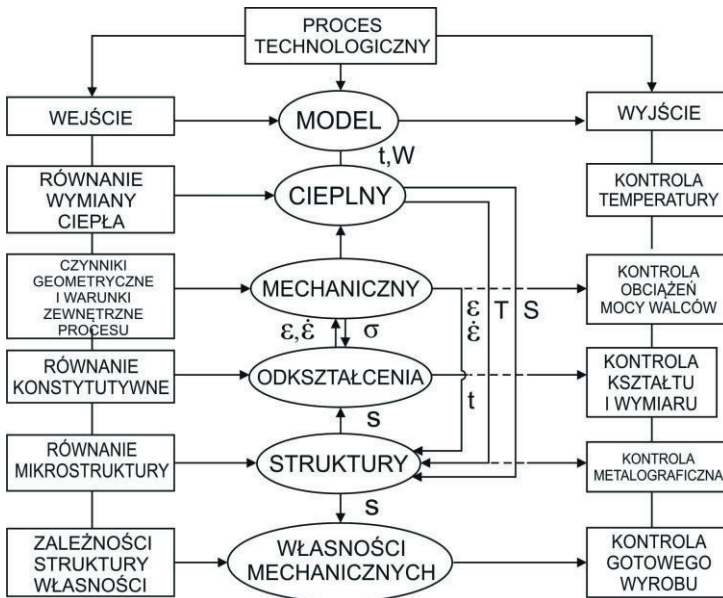 PROCES
TECHNOLOGICZNY
WEJŚCIE
MODEL
WYJŚCIE
t,W
RÓWNANIE
WYMIANY
CIEPŁA
CIEPLNY
KONTROLA
TEMPERATURY
CZYNNIKI
GEOMETRYCZNE
I WARUNKI
ZEWNĘTRZNE
PROCESU
MECHANICZNY
KONTROLA
OBCIĄŻEŃ
MOCY WALCÓW
ε,ε̇
σ
ε
ε̇
T
S
t
RÓWNANIE
KONSTYTUTYWNE
ODKSZTAŁCENIA
KONTROLA
KSZTAŁTU
I WYMIARU
s
RÓWNANIE
MIKROSTRUKTURY
STRUKTURY
KONTROLA
METALOGRAFICZNA
s
ZALEŻNOŚCI
STRUKTURY
WŁASNOŚCI
WŁASNOŚCI
MECHANICZNYCH
KONTROLA
GOTOWEGO
WYROBU